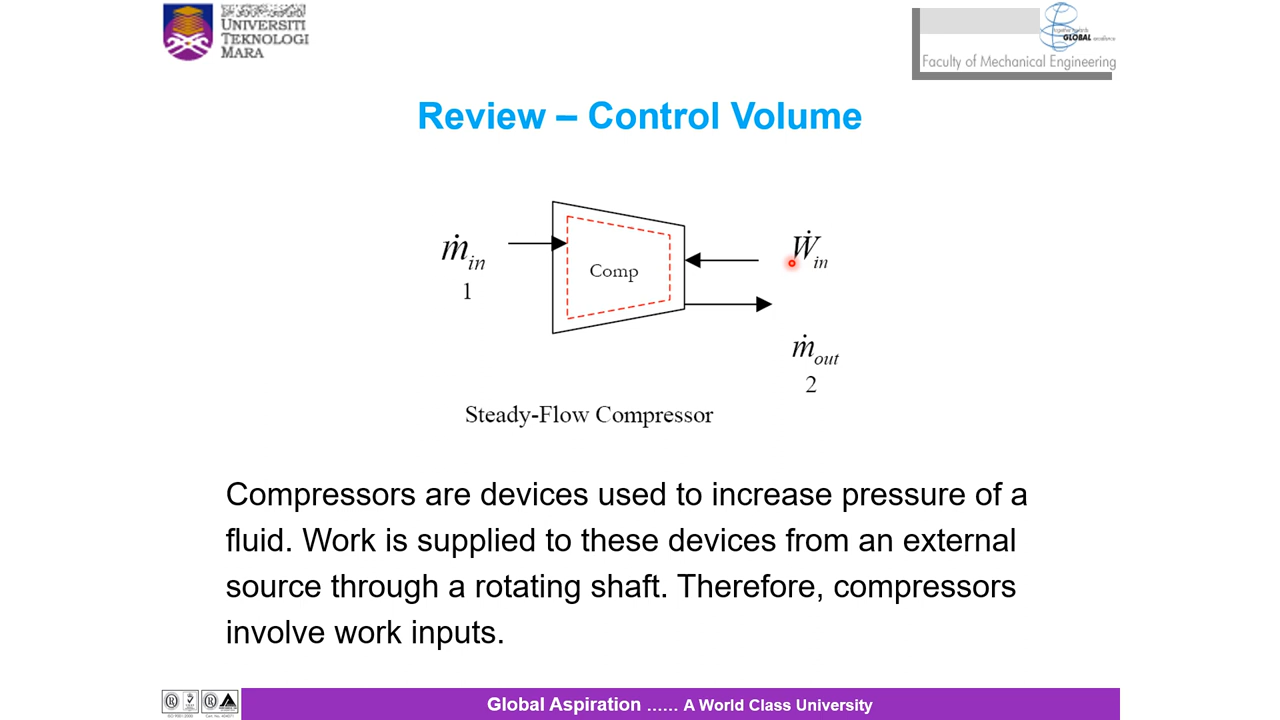 UNIVERSITI
TEKNOLOGI
MARA
GLOBAL
Faculty of Mechanical Engineering
Review – Control Volume
ṁin
1
Comp
Ẇin
ṁout
2
Steady-Flow Compressor
Compressors are devices used to increase pressure of a
fluid. Work is supplied to these devices from an external
source through a rotating shaft. Therefore, compressors
involve work inputs.
Global Aspiration ...... A World Class University